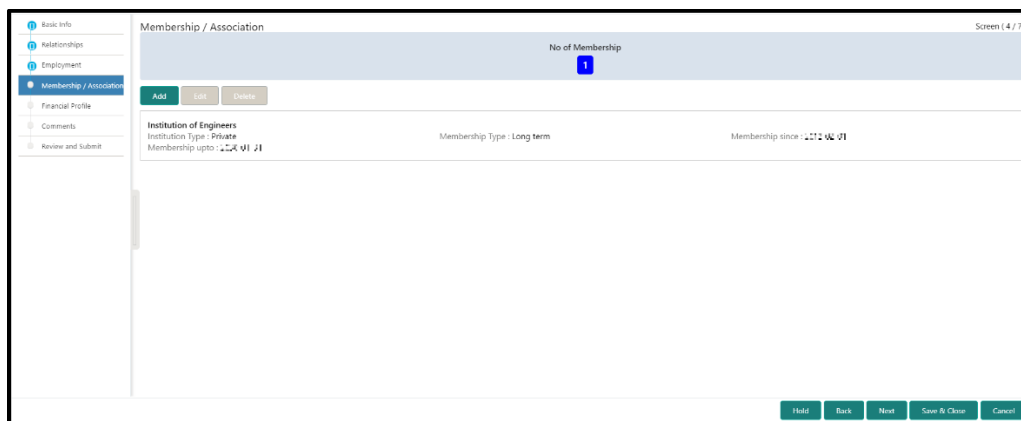 Basic Info
Relationships
Employment
Membership / Association
Financial Profile
Comments
Review and Submit
Membership / Association
Screen ( 4 / 7
No of Membership
1
Add Edit Delete
Institution of Engineers
Institution Type : Private Membership Type : Long term Membership since :
Membership upto :
Hold Back Next Save & Close Cancel